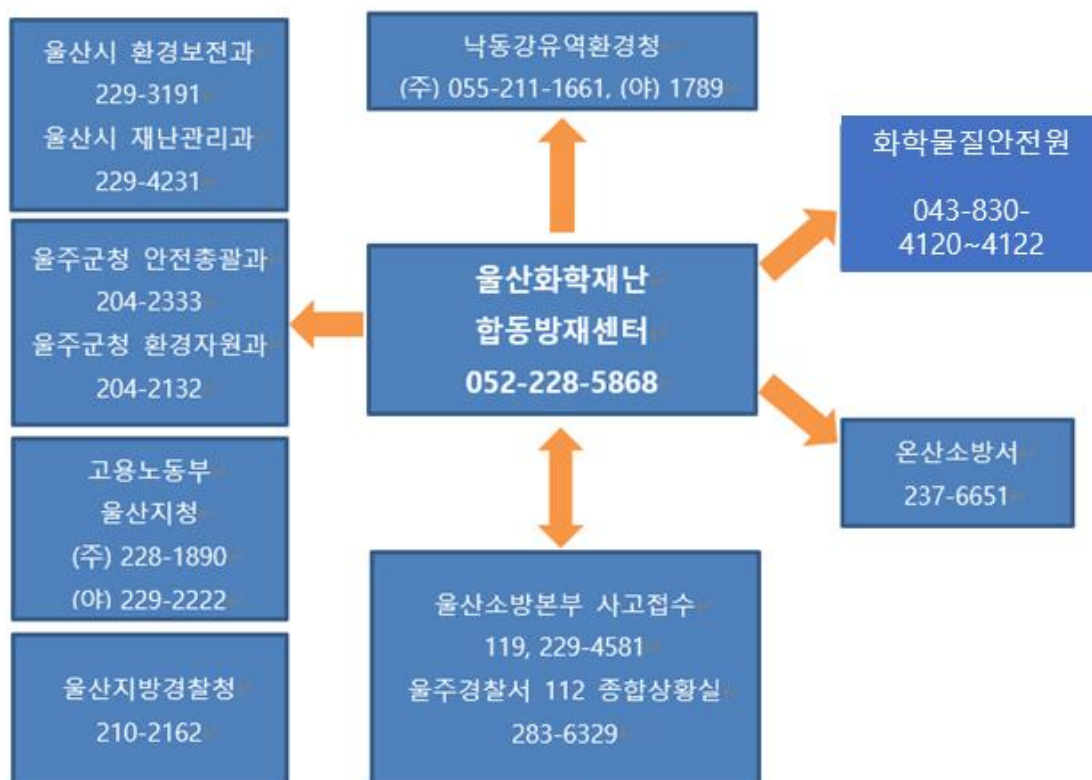 울산시 환경보전과
229-3191
울산시 재난관리과
229-4231
울주군청 안전총괄과
204-2333
울주군청 환경자원과
204-2132
고용노동부
울산지청
(주) 228-1890
(야) 229-2222
울산지방경찰청
210-2162
낙동강유역환경청
(주) 055-211-1661, (야) 1789
울산화학재난
합동방재센터
052-228-5868
울산소방본부 사고접수
119, 229-4581
울주경찰서 112 종합상황실
283-6329
화학물질안전원
043-830-
4120~4122
온산소방서
237-6651